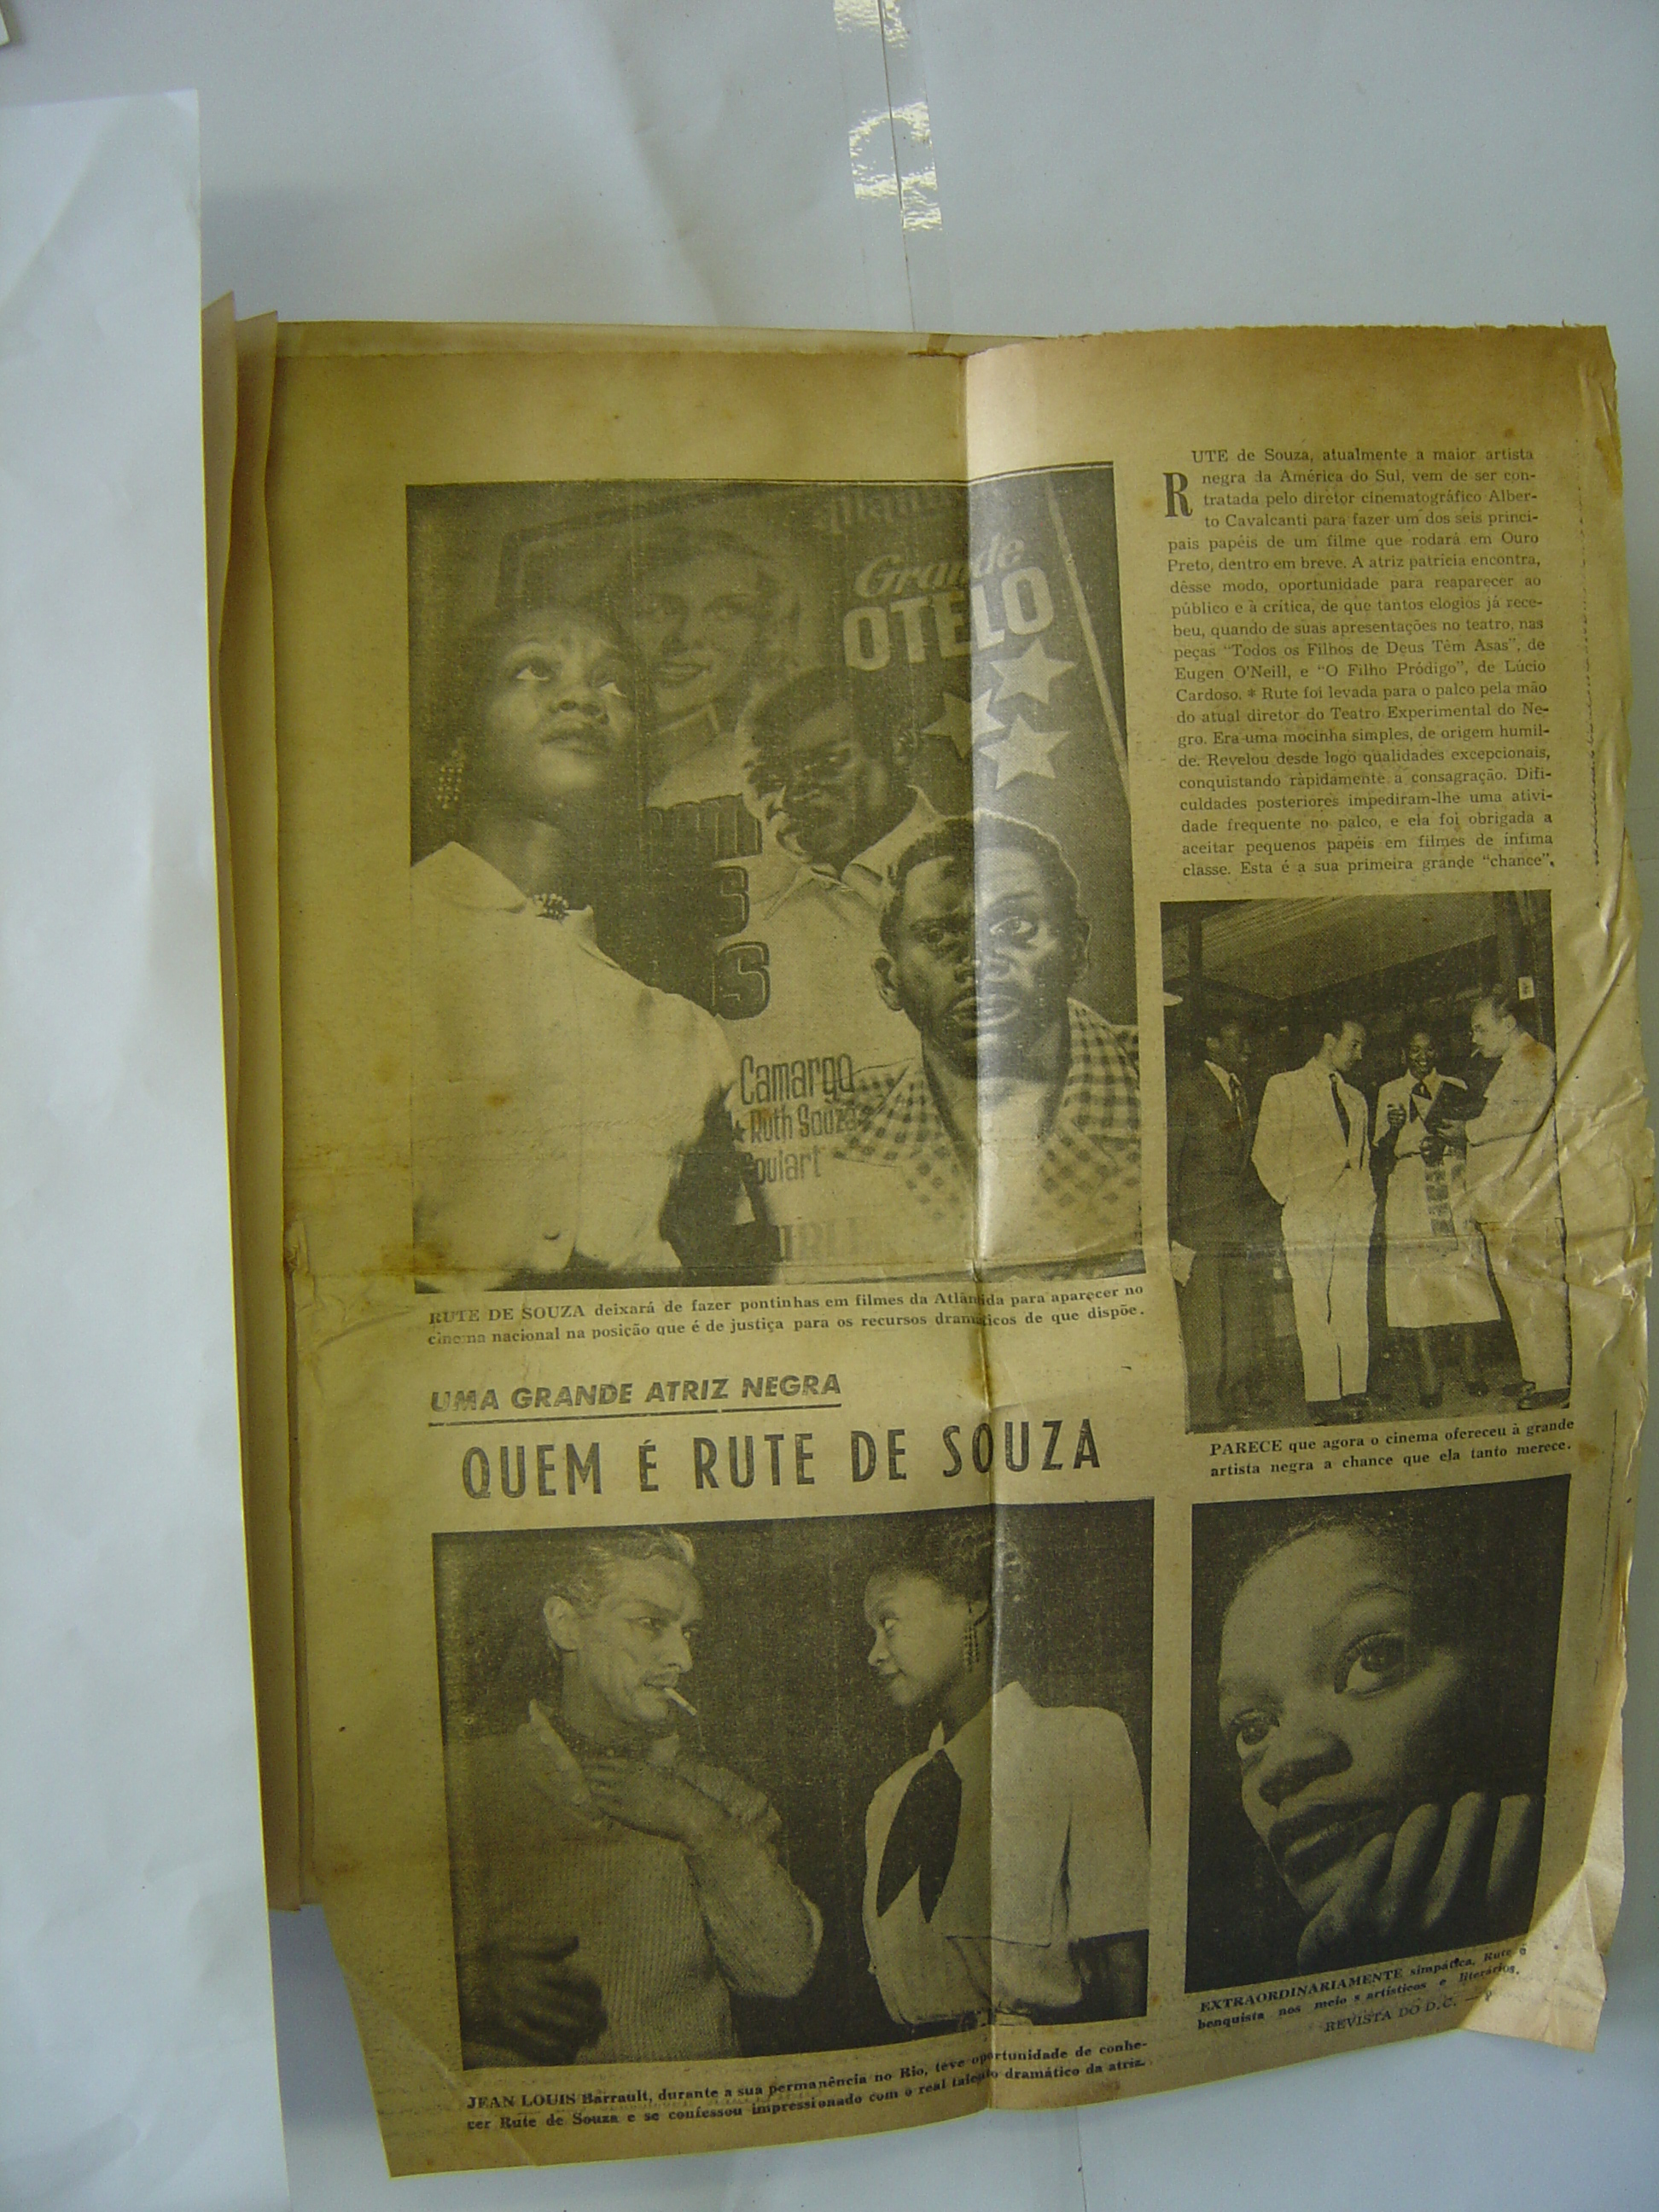 Grande
OTELO
Camargo
Ruth Souza
oulart
RUTE DE SOUZA deixará de fazer pontinhas em filmes da Atlântida para aparecer no
cinema nacional na posição que é de justiça para os recursos dramáticos de que dispõe.
UMA GRANDE ATRIZ NEGRA
QUEM É RUTE DE SOUZA
JEAN LOUIS Barrault, durante a sua permanência no Rio, teve oportunidade de conhe-
cer Rute de Souza e se confessou impressionado com o real talento dramático da atriz.
RUTE de Souza, atualmente a maior artista
negra da América do Sul, vem de ser con-
tratada pelo diretor cinematográfico Alber-
to Cavalcanti para fazer um dos seis princi-
pais papéis de um filme que rodará em Ouro
Preto, dentro em breve. A atriz patrícia encontra,
dêsse modo, oportunidade para reaparecer ao
público e à crítica, de que tantos elogios já rece-
beu, quando de suas apresentações no teatro, nas
peças "Todos os Filhos de Deus Têm Asas", de
Eugen O'Neill, e "O Filho Pródigo", de Lúcio
Cardoso. * Rute foi levada para o palco pela mão
do atual diretor do Teatro Experimental do Ne-
gro. Era uma mocinha simples, de origem humil-
de. Revelou desde logo qualidades excepcionais,
conquistando ràpidamente a consagração. Difi-
culdades posteriores impediram-lhe uma ativi-
dade frequente no palco, e ela foi obrigada a
aceitar pequenos papéis em filmes de ínfima
classe. Esta é a sua primeira grande "chance".
PARECE que agora o cinema ofereceu à grande
artista negra a chance que ela tanto merece.
EXTRAORDINARIAMENTE simpática, Rute é
benquista nos meios artísticos e literários.
REVISTA DO D.C. —